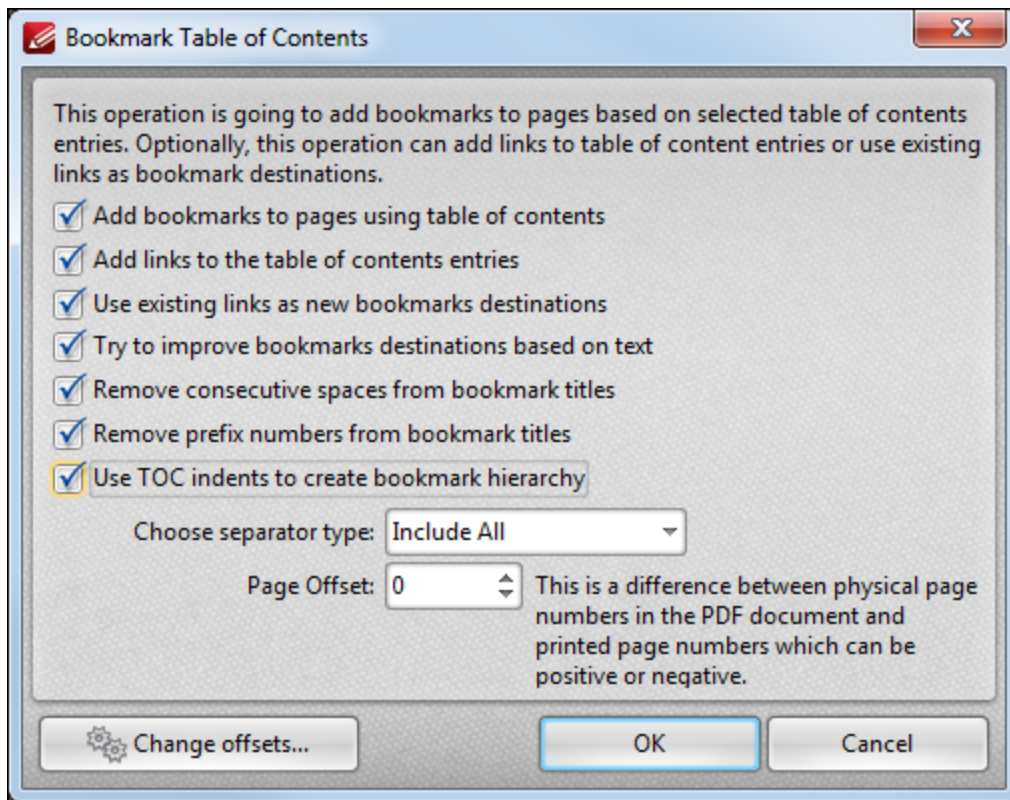 Bookmark Table of Contents
This operation is going to add bookmarks to pages based on selected table of contents
entries. Optionally, this operation can add links to table of content entries or use existing
links as bookmark destinations.
Add bookmarks to pages using table of contents
Add links to the table of contents entries
Use existing links as new bookmarks destinations
Try to improve bookmarks destinations based on text
Remove consecutive spaces from bookmark titles
Remove prefix numbers from bookmark titles
Use TOC indents to create bookmark hierarchy
Choose separator type: Include All
Page Offset: 0 This is a difference between physical page
numbers in the PDF document and
printed page numbers which can be
positive or negative.
Change offsets... OK Cancel